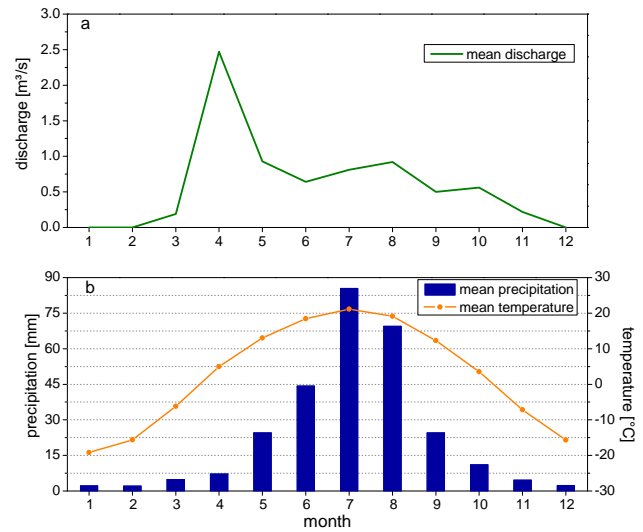 a
mean discharge
discharge [m³/s]
3.0
2.5
2.0
1.5
1.0
0.5
0.0
1 2 3 4 5 6 7 8 9 10 11 12
b
mean precipitation
mean temperature
precipitation [mm]
90
75
60
45
30
15
0
30
20
10
0
-10
-20
-30
temperature [°C]
1 2 3 4 5 6 7 8 9 10 11 12
month